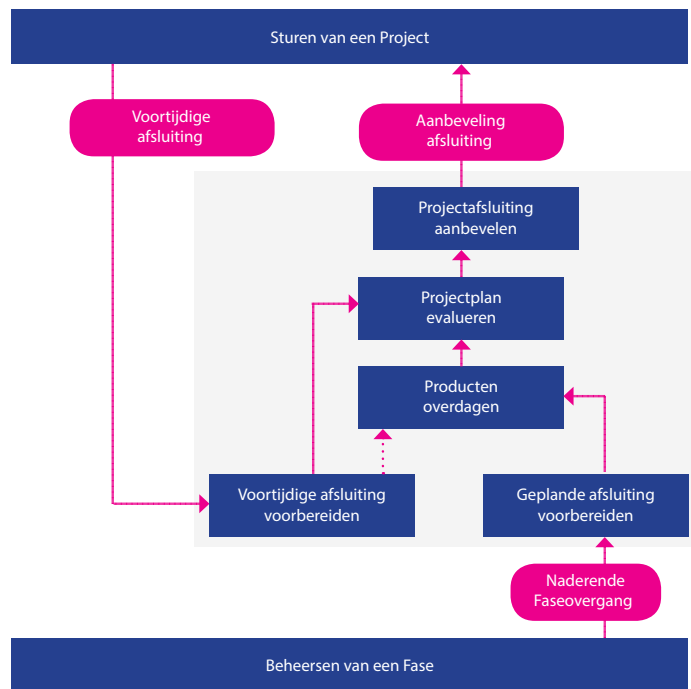 Sturen van een Project
Voortijdige
afsluiting
Aanbeveling
afsluiting
Projectafsluiting
aanbevelen
Projectplan
evalueren
Producten
overdagen
Voortijdige afsluiting
voorbereiden
Geplande afsluiting
voorbereiden
Naderende
Faseovergang
Beheersen van een Fase